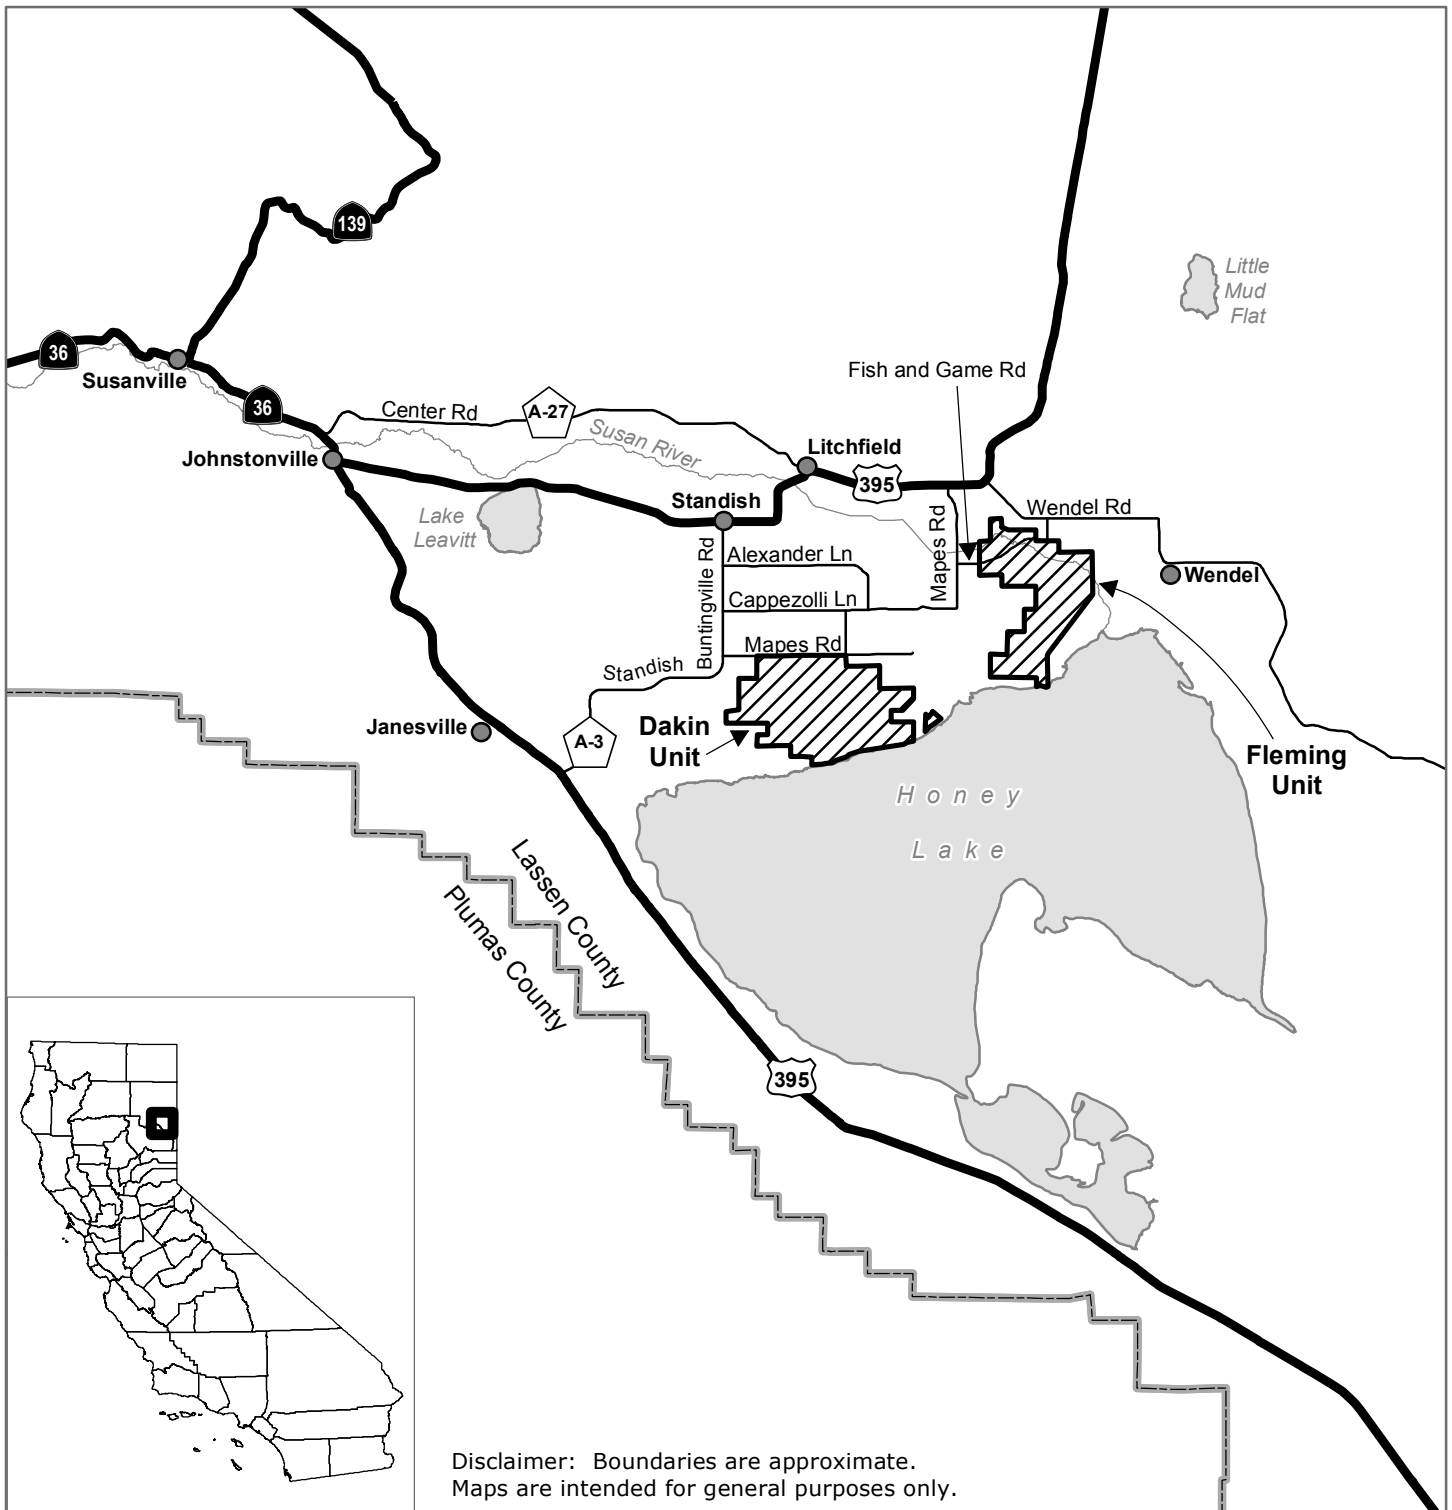 139
Little
Mud
Flat
36
Susanville
Fish and Game Rd
36
Center Rd
A-27
Susan River
Litchfield
Johnstonville
395
Standish
Wendel Rd
Lake
Leavitt
Mapes Rd
Buntingville Rd
Alexander Ln
Wendel
Cappezolli Ln
Mapes Rd
Standish
Janesville
A-3
Dakin
Unit
Fleming
Unit
Honey
Lake
Lassen County
Plumas County
395
Disclaimer: Boundaries are approximate.
Maps are intended for general purposes only.